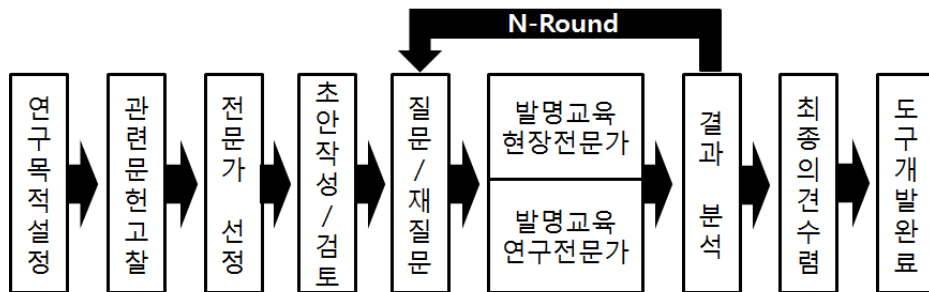 N-Round
연구목적설정
관련문헌고찰
전문가 선정
초안작성/검토
질문/재질문
발명교육
현장전문가
발명교육
연구전문가
결과 분석
최종의견수렴
도구개발완료